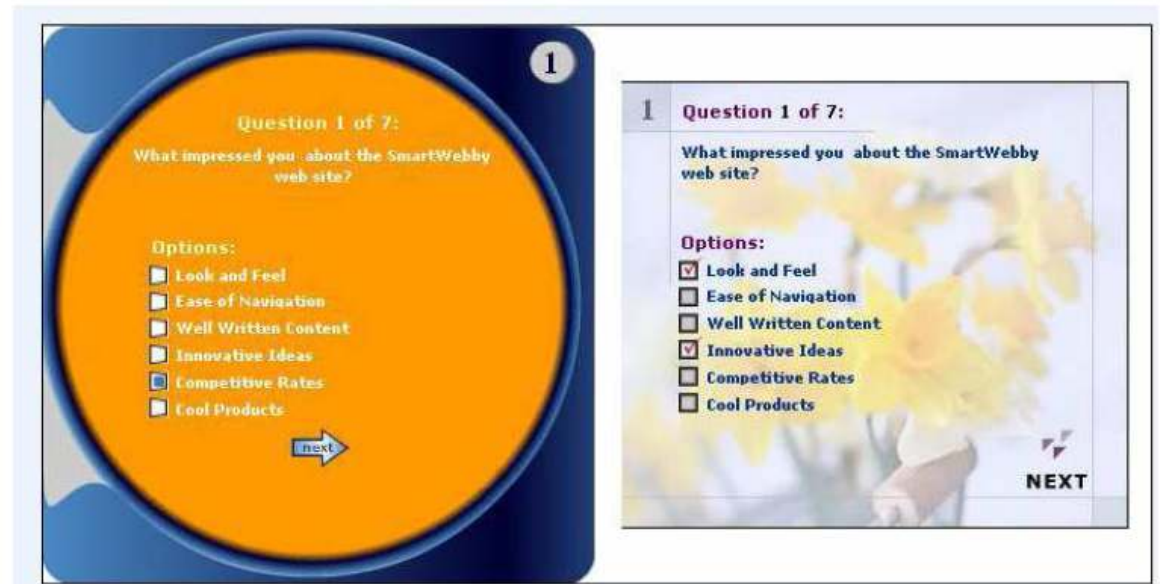 1
Question 1 of 7:
What impressed you about the SmartWebby
web site?
Options:
Look and Feel
Ease of Navigation
Well Written Content
Innovative Ideas
Competitive Rates
Cool Products
next
1
Question 1 of 7:
What impressed you about the SmartWebby
web site?
Options:
Look and Feel
Ease of Navigation
Well Written Content
Innovative Ideas
Competitive Rates
Cool Products
NEXT